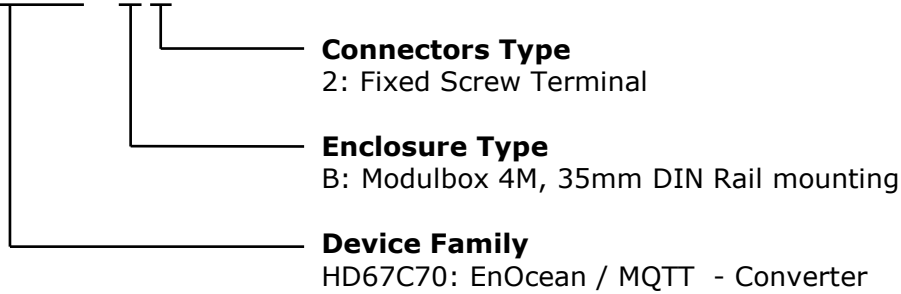 Connectors Type
2: Fixed Screw Terminal
Enclosure Type
B: Modulbox 4M, 35mm DIN Rail mounting
Device Family
HD67C70: EnOcean / MQTT - Converter